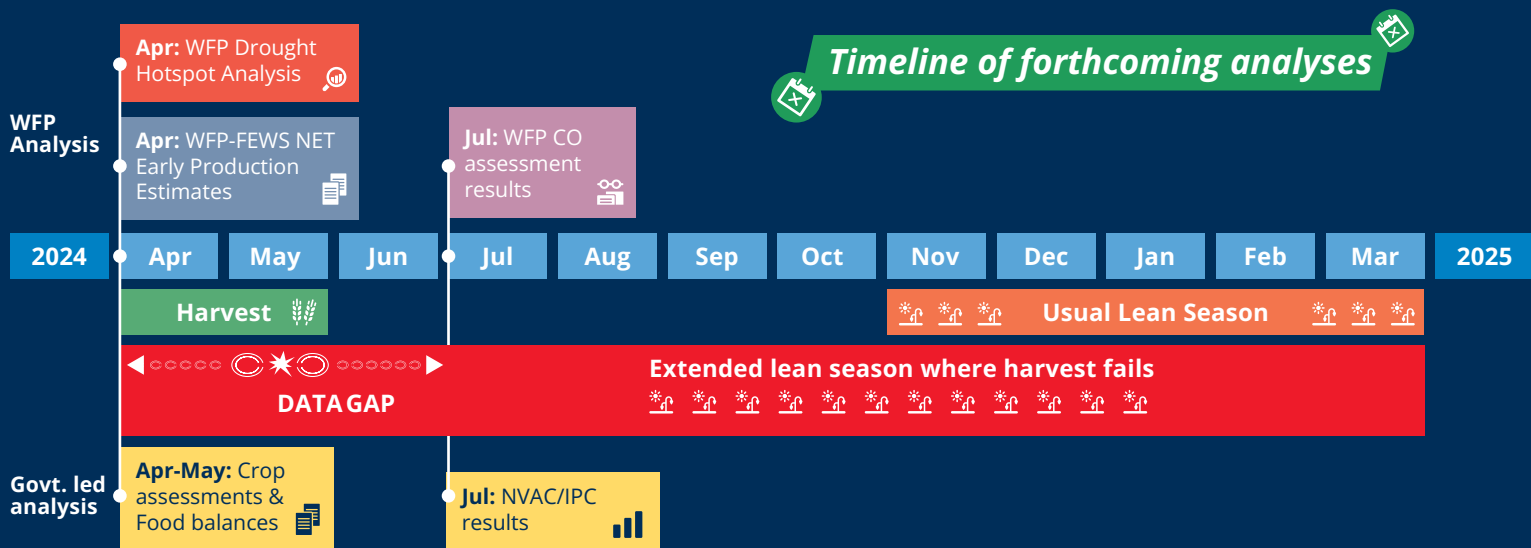 Timeline of forthcoming analyses
WFP
Analysis
Apr: WFP Drought
Hotspot Analysis
Apr: WFP-FEWS NET
Early Production
Estimates
Jul: WFP CO
assessment
results
2024 Apr May Jun Jul Aug Sep Oct Nov Dec Jan Feb Mar 2025
Harvest
Usual Lean Season
Extended lean season where harvest fails
DATA GAP
Govt. led
analysis
Apr-May: Crop
assessments &
Food balances
Jul: NVAC/IPC
results